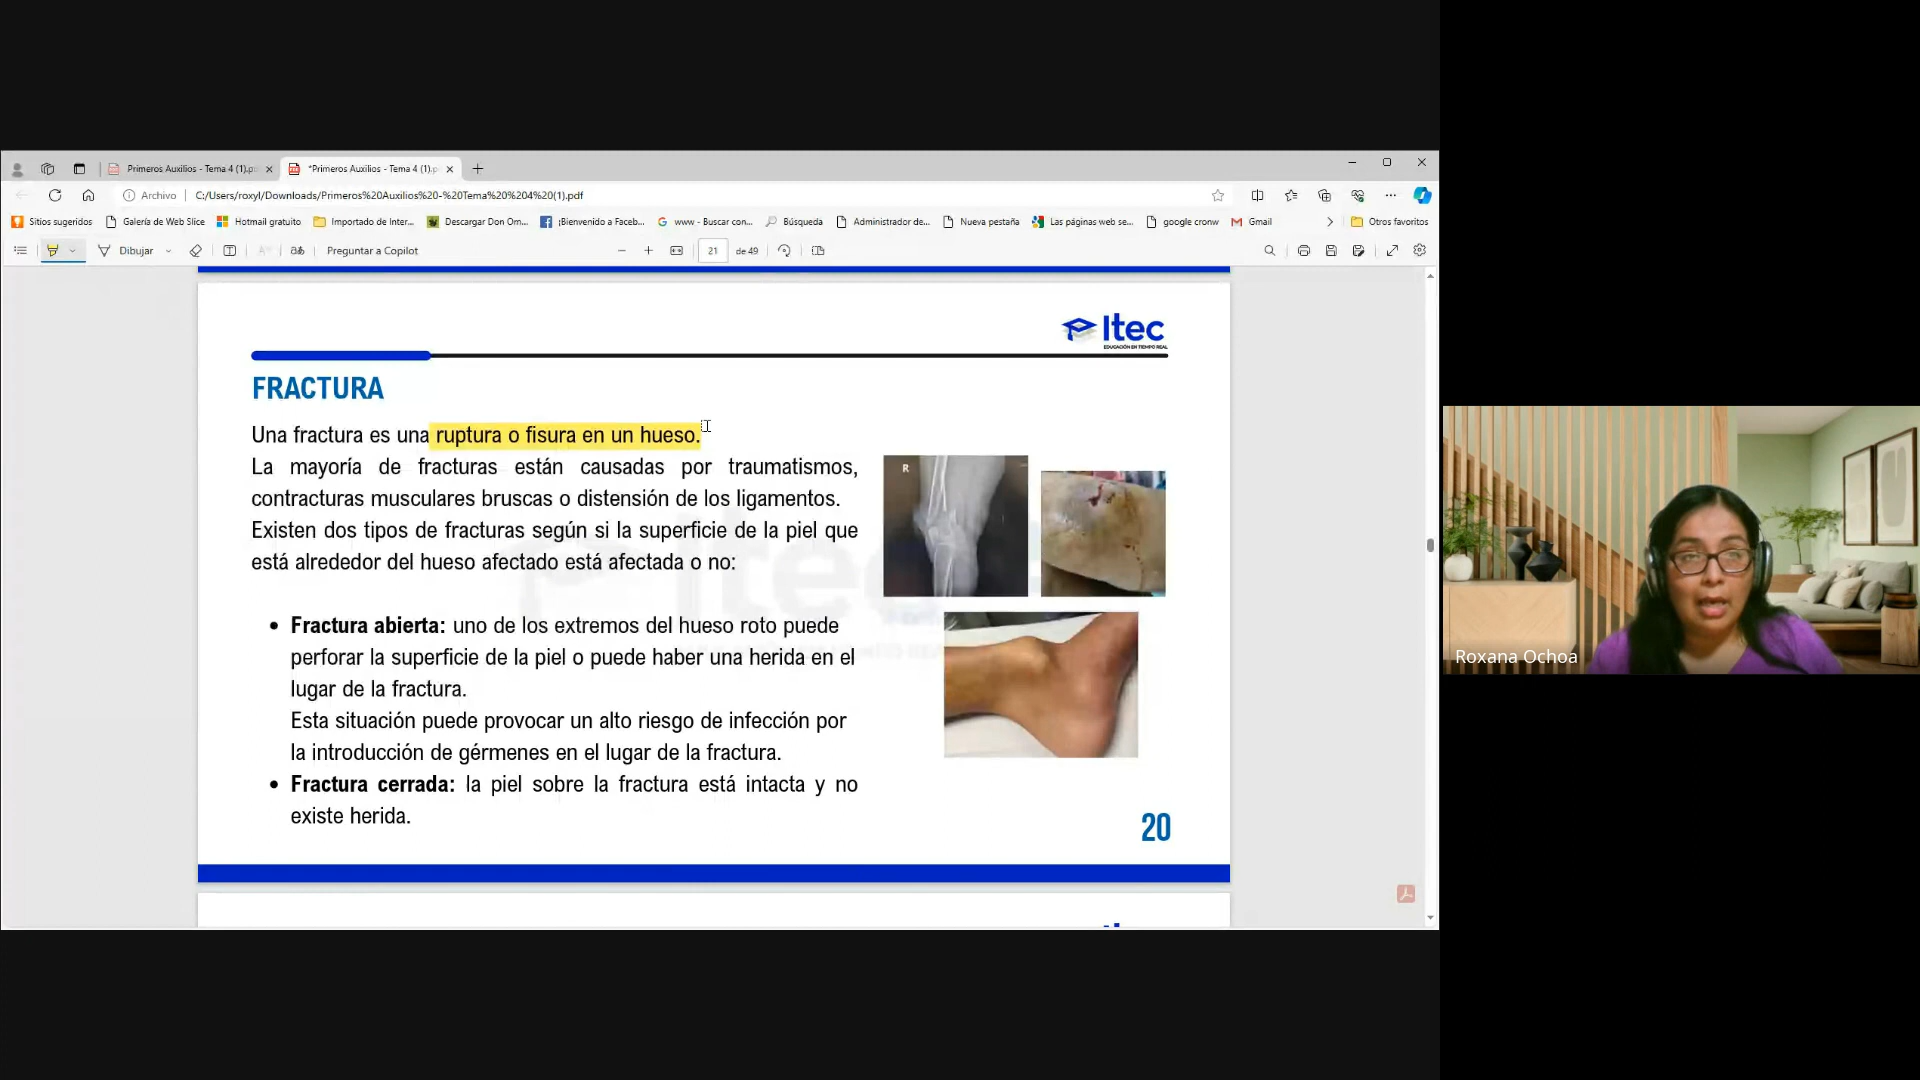 Primeros Auxilios - Tema 4 (1).p
*Primeros Auxilios - Tema 4 (1).p
Archivo
C:/Users/roxyl/Downloads/Primeros%20Auxilios%20-%20Tema%20%204%20(1).pdf
Sitios sugeridos
Galería de Web Slice
Hotmail gratuito
Importado de Inter...
Descargar Don Om...
¡Bienvenido a Faceb...
www - Buscar con...
Búsqueda
Administrador de...
Nueva pestaña
Las páginas web se...
google cronw
Gmail
Otros favoritos
Dibujar
Preguntar a Copilot
21
de 49
Itec
EDUCACIÓN EN TIEMPO REAL
FRACTURA
Una fractura es una ruptura o fisura en un hueso.
La mayoría de fracturas están causadas por traumatismos,
contracturas musculares bruscas o distensión de los ligamentos.
Existen dos tipos de fracturas según si la superficie de la piel que
está alrededor del hueso afectado está afectada o no:
• Fractura abierta: uno de los extremos del hueso roto puede
perforar la superficie de la piel o puede haber una herida en el
lugar de la fractura.
Esta situación puede provocar un alto riesgo de infección por
la introducción de gérmenes en el lugar de la fractura.
• Fractura cerrada: la piel sobre la fractura está intacta y no
existe herida.
R
20
Roxana Ochoa